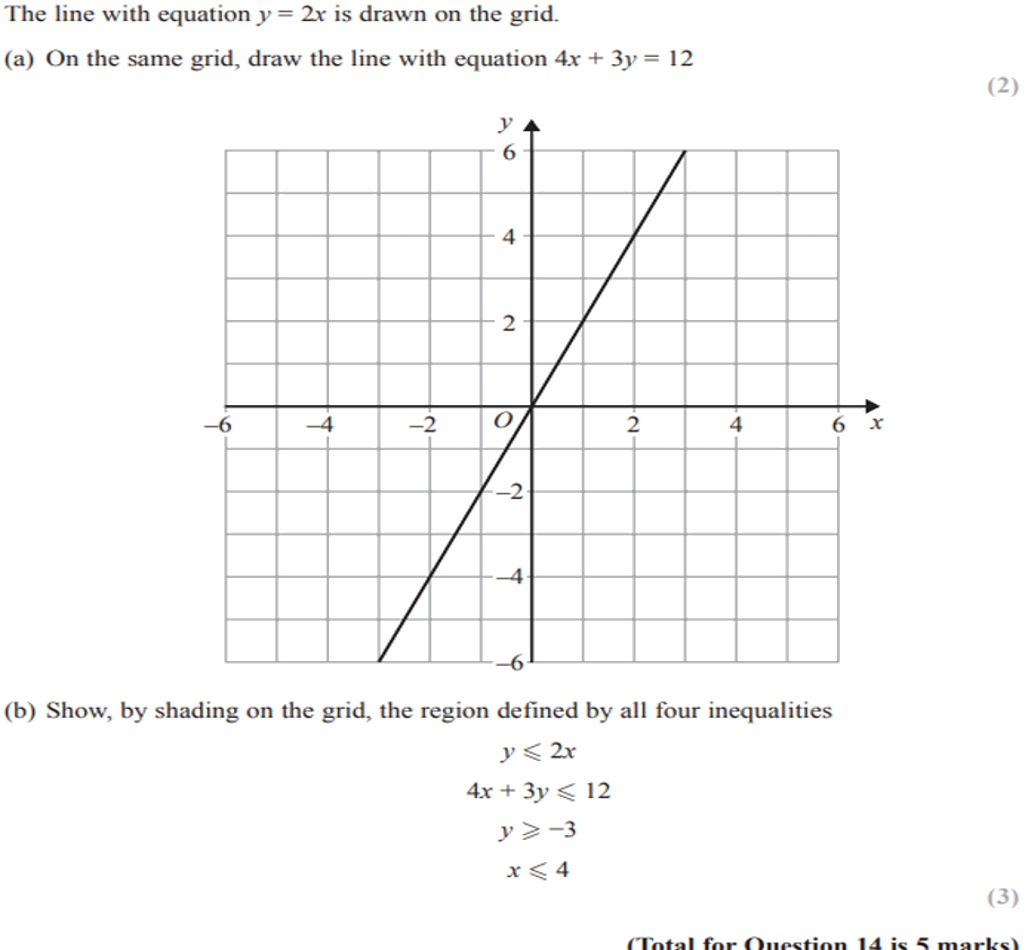 The line with equation y = 2x is drawn on the grid.
(a) On the same grid, draw the line with equation 4x + 3y = 12
(2)
y
6
4
2
–6 –4 –2 O 2 4 6 x
–2
–4
–6
(b) Show, by shading on the grid, the region defined by all four inequalities
y ⩽ 2x
4x + 3y ⩽ 12
y ⩾ −3
x ⩽ 4
(3)
(Total for Question 14 is 5 marks)